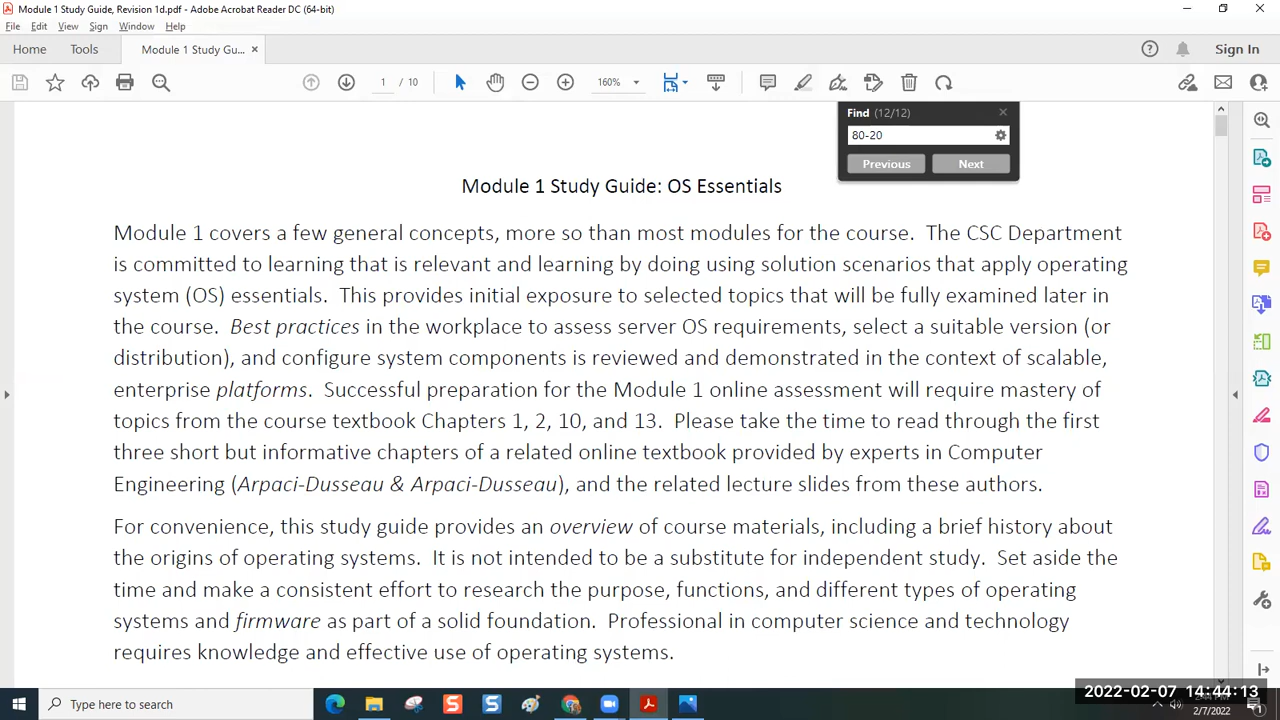 Module 1 Study Guide, Revision 1d.pdf - Adobe Acrobat Reader DC (64-bit)
File Edit View Sign Window Help
Home Tools Module 1 Study Gu... × Sign In
1 / 10 160%
Find (12/12)
80-20
Previous Next
Module 1 Study Guide: OS Essentials
Module 1 covers a few general concepts, more so than most modules for the course. The CSC Department
is committed to learning that is relevant and learning by doing using solution scenarios that apply operating
system (OS) essentials. This provides initial exposure to selected topics that will be fully examined later in
the course. Best practices in the workplace to assess server OS requirements, select a suitable version (or
distribution), and configure system components is reviewed and demonstrated in the context of scalable,
enterprise platforms. Successful preparation for the Module 1 online assessment will require mastery of
topics from the course textbook Chapters 1, 2, 10, and 13. Please take the time to read through the first
three short but informative chapters of a related online textbook provided by experts in Computer
Engineering (Arpaci-Dusseau & Arpaci-Dusseau), and the related lecture slides from these authors.
For convenience, this study guide provides an overview of course materials, including a brief history about
the origins of operating systems. It is not intended to be a substitute for independent study. Set aside the
time and make a consistent effort to research the purpose, functions, and different types of operating
systems and firmware as part of a solid foundation. Professional in computer science and technology
requires knowledge and effective use of operating systems.
2022-02-07 14:44:13
Type here to search
2/7/2022